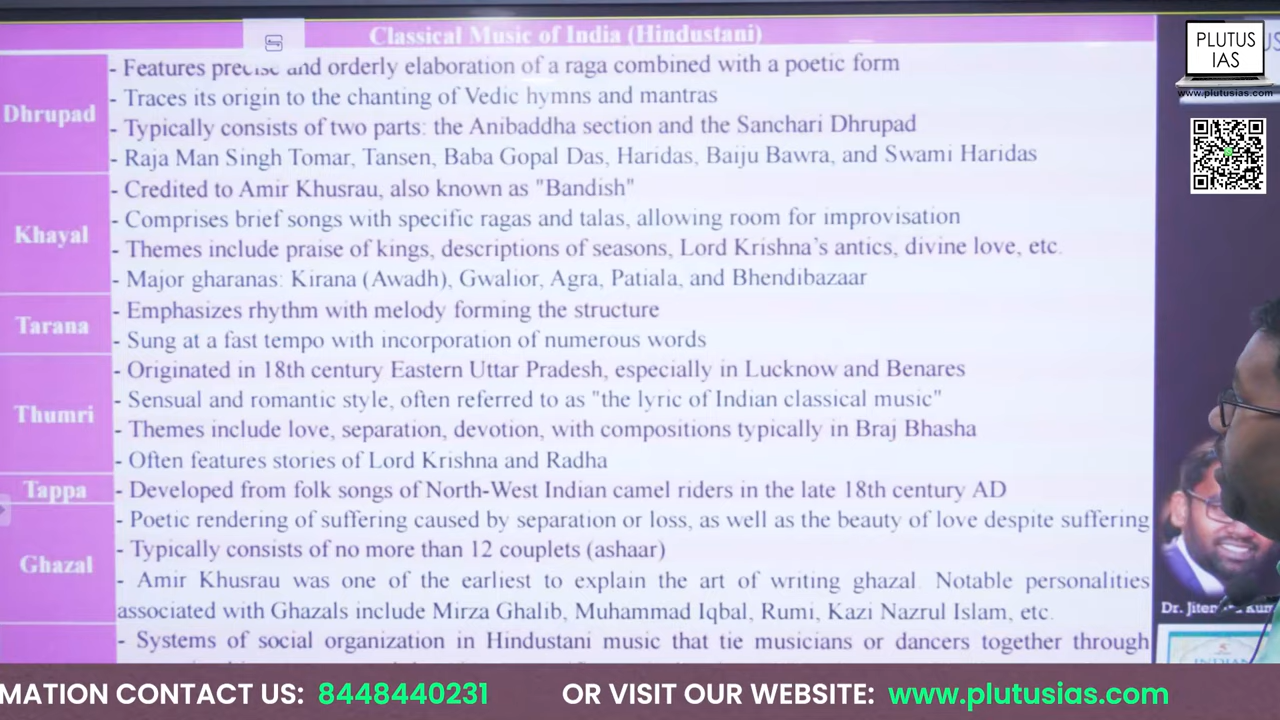 Classical Music of India (Hindustani)
Dhrupad
- Features precise and orderly elaboration of a raga combined with a poetic form
- Traces its origin to the chanting of Vedic hymns and mantras
- Typically consists of two parts: the Anibaddha section and the Sanchari Dhrupad
- Raja Man Singh Tomar, Tansen, Baba Gopal Das, Haridas, Baiju Bawra, and Swami Haridas
Khayal
- Credited to Amir Khusrau, also known as "Bandish"
- Comprises brief songs with specific ragas and talas, allowing room for improvisation
- Themes include praise of kings, descriptions of seasons, Lord Krishna's antics, divine love, etc.
- Major gharanas: Kirana (Awadh), Gwalior, Agra, Patiala, and Bhendibazaar
Tarana
- Emphasizes rhythm with melody forming the structure
- Sung at a fast tempo with incorporation of numerous words
Thumri
- Originated in 18th century Eastern Uttar Pradesh, especially in Lucknow and Benares
- Sensual and romantic style, often referred to as "the lyric of Indian classical music"
- Themes include love, separation, devotion, with compositions typically in Braj Bhasha
- Often features stories of Lord Krishna and Radha
Tappa
- Developed from folk songs of North-West Indian camel riders in the late 18th century AD
Ghazal
- Poetic rendering of suffering caused by separation or loss, as well as the beauty of love despite suffering
- Typically consists of no more than 12 couplets (ashaar)
- Amir Khusrau was one of the earliest to explain the art of writing ghazal. Notable personalities
associated with Ghazals include Mirza Ghalib, Muhammad Iqbal, Rumi, Kazi Nazrul Islam, etc.
- Systems of social organization in Hindustani music that tie musicians or dancers together through
PLUTUS
IAS
www.plutusias.com
Dr.
MATION CONTACT US: 8448440231 OR VISIT OUR WEBSITE: www.plutusias.com